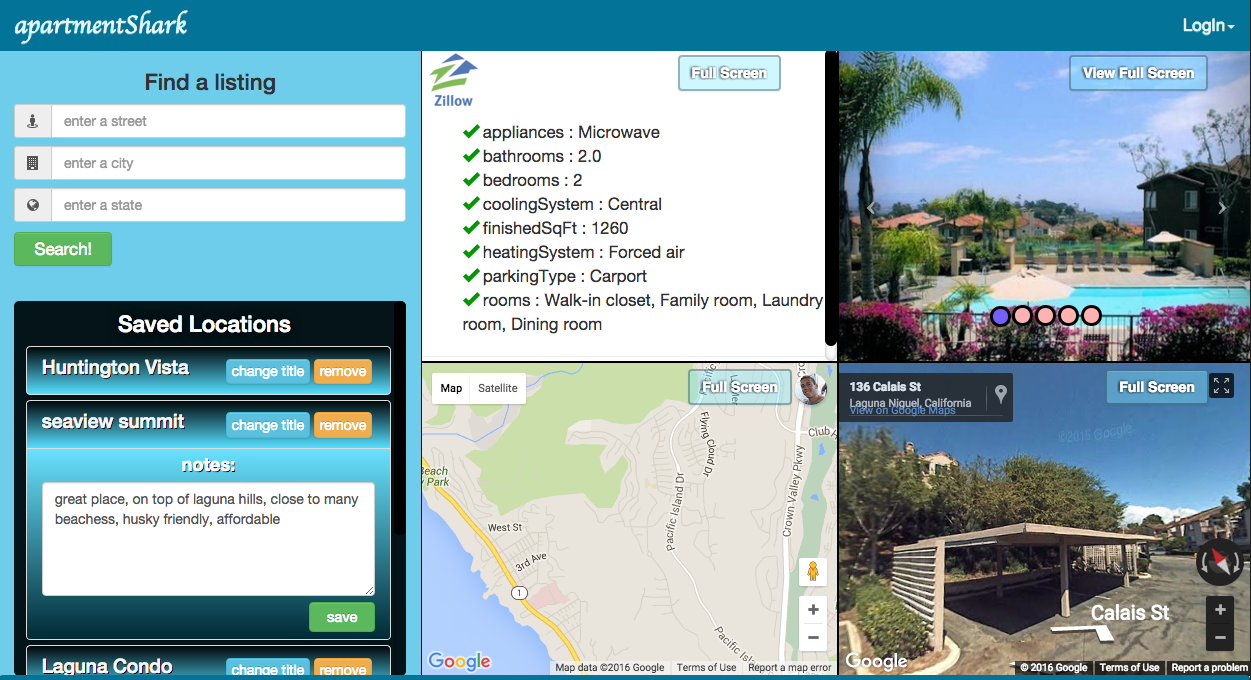 apartmentShark
LogIn
Find a listing
enter a street
enter a city
enter a state
Search!
Saved Locations
Huntington Vista
change title
remove
seaview summit
change title
remove
notes:
great place, on top of laguna hills, close to many
beachess, husky friendly, affordable
save
Laguna Condo
change title
remove
Zillow
Full Screen
appliances : Microwave
bathrooms : 2.0
bedrooms : 2
coolingSystem : Central
finishedSqFt : 1260
heatingSystem : Forced air
parkingType : Carport
rooms : Walk-in closet, Family room, Laundry
room, Dining room
View Full Screen
Map
Satellite
Full Screen
Flying Cloud Dr
Club H
Beach
Park
Pacific Island Dr
Crown Valley Pkwy
West St
3rd Ave
1
Pacific Isl
+
−
Google
Map data ©2016 Google
Terms of Use
Report a map error
136 Calais St
Laguna Niguel, California
View on Google Maps
Full Screen
©2015 Google
Calais St
+
−
Google
© 2016 Google
Terms of Use
Report a problem